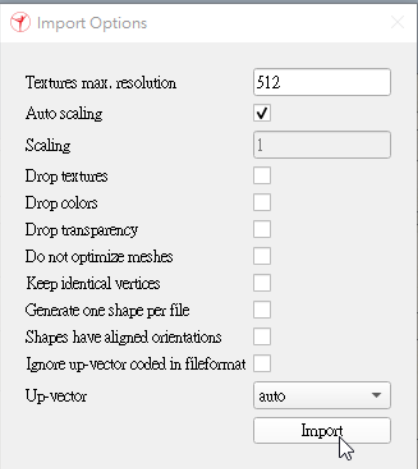 Import Options
Textures max. resolution 512
Auto scaling
Scaling 1
Drop textures
Drop colors
Drop transparency
Do not optimize meshes
Keep identical vertices
Generate one shape per file
Shapes have aligned orientations
Ignore up-vector coded in fileformat
Up-vector auto
Import